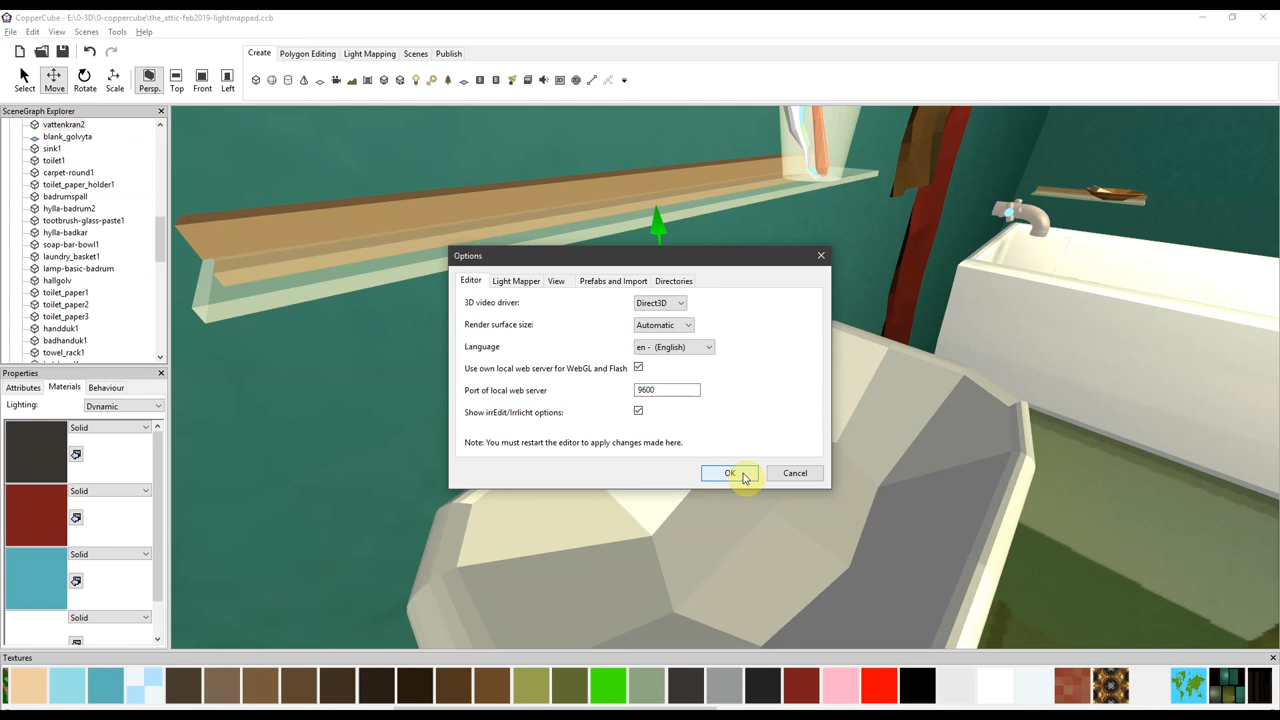 CopperCube - E:\0-3D\0-coppercube\the_attic-feb2019-lightmapped.ccb
File Edit View Scenes Tools Help
Create Polygon Editing Light Mapping Scenes Publish
Select Move Rotate Scale Persp. Top Front Left
SceneGraph Explorer
vattenkran2
blank_golvyta
sink1
toilet1
carpet-round1
toilet_paper_holder1
badrumspall
hylla-badrum2
tootbrush-glass-paste1
hylla-badkar
soap-bar-bowl1
laundry_basket1
lamp-basic-badrum
hallgolv
toilet_paper1
toilet_paper2
toilet_paper3
handduk1
badhanduk1
towel_rack1
Properties
Attributes Materials Behaviour
Lighting: Dynamic
Solid
Solid
Solid
Solid
Options
Editor Light Mapper View Prefabs and Import Directories
3D video driver: Direct3D
Render surface size: Automatic
Language en - (English)
Use own local web server for WebGL and Flash
Port of local web server 9600
Show irrEdit/Irrlicht options:
Note: You must restart the editor to apply changes made here.
OK Cancel
Textures